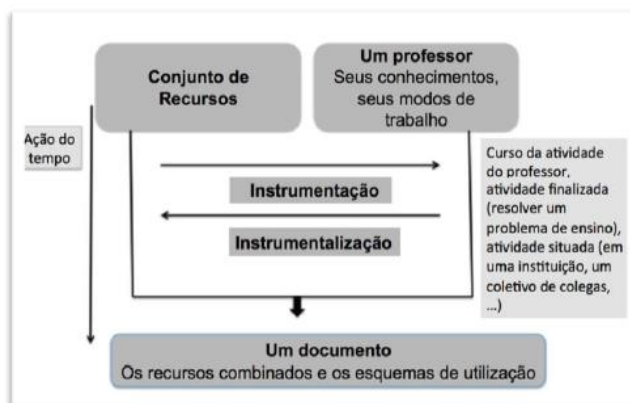 Conjunto de
Recursos
Um professor
Seus conhecimentos,
seus modos de
trabalho
Ação do
tempo
Instrumentação
Instrumentalização
Curso da atividade
do professor,
atividade finalizada
(resolver um
problema de ensino),
atividade situada (em
uma instituição, um
coletivo de colegas,
...)
Um documento
Os recursos combinados e os esquemas de utilização